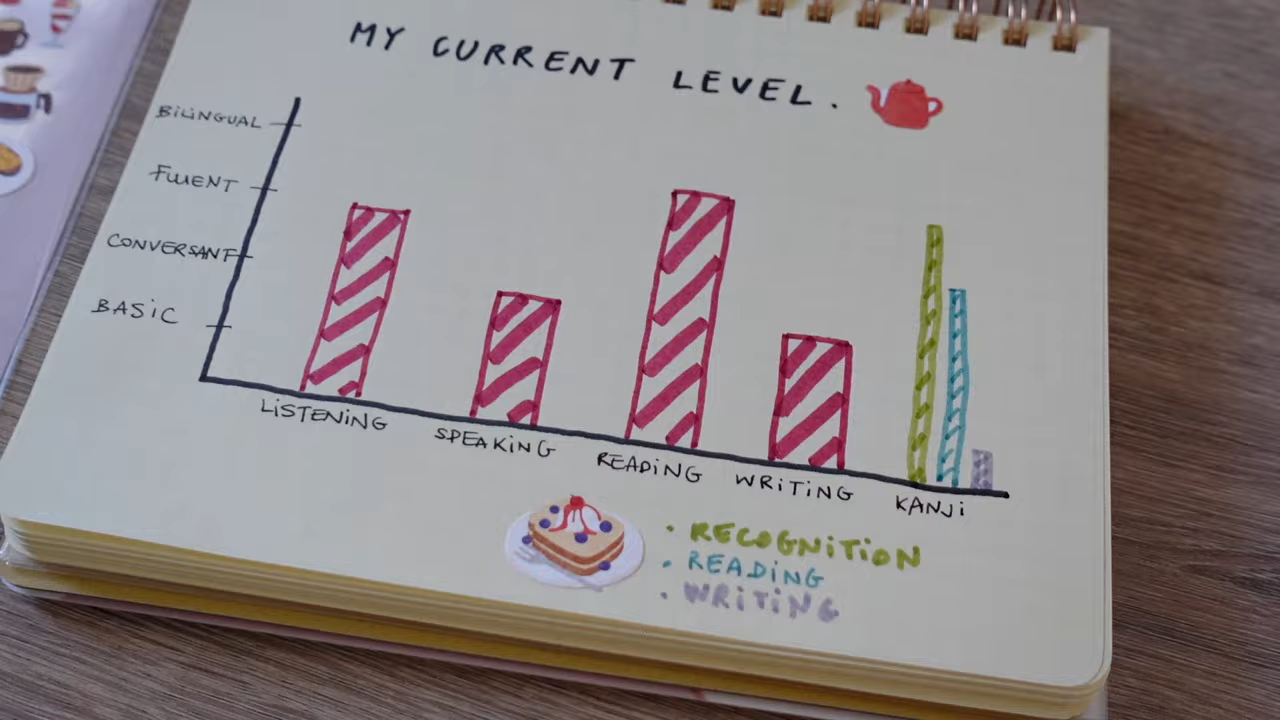 MY CURRENT LEVEL.
BILINGUAL
FLUENT
CONVERSANT
BASIC
LISTENING
SPEAKING
READING
WRITING
KANJI
· RECOGNITION
· READING
· WRITING